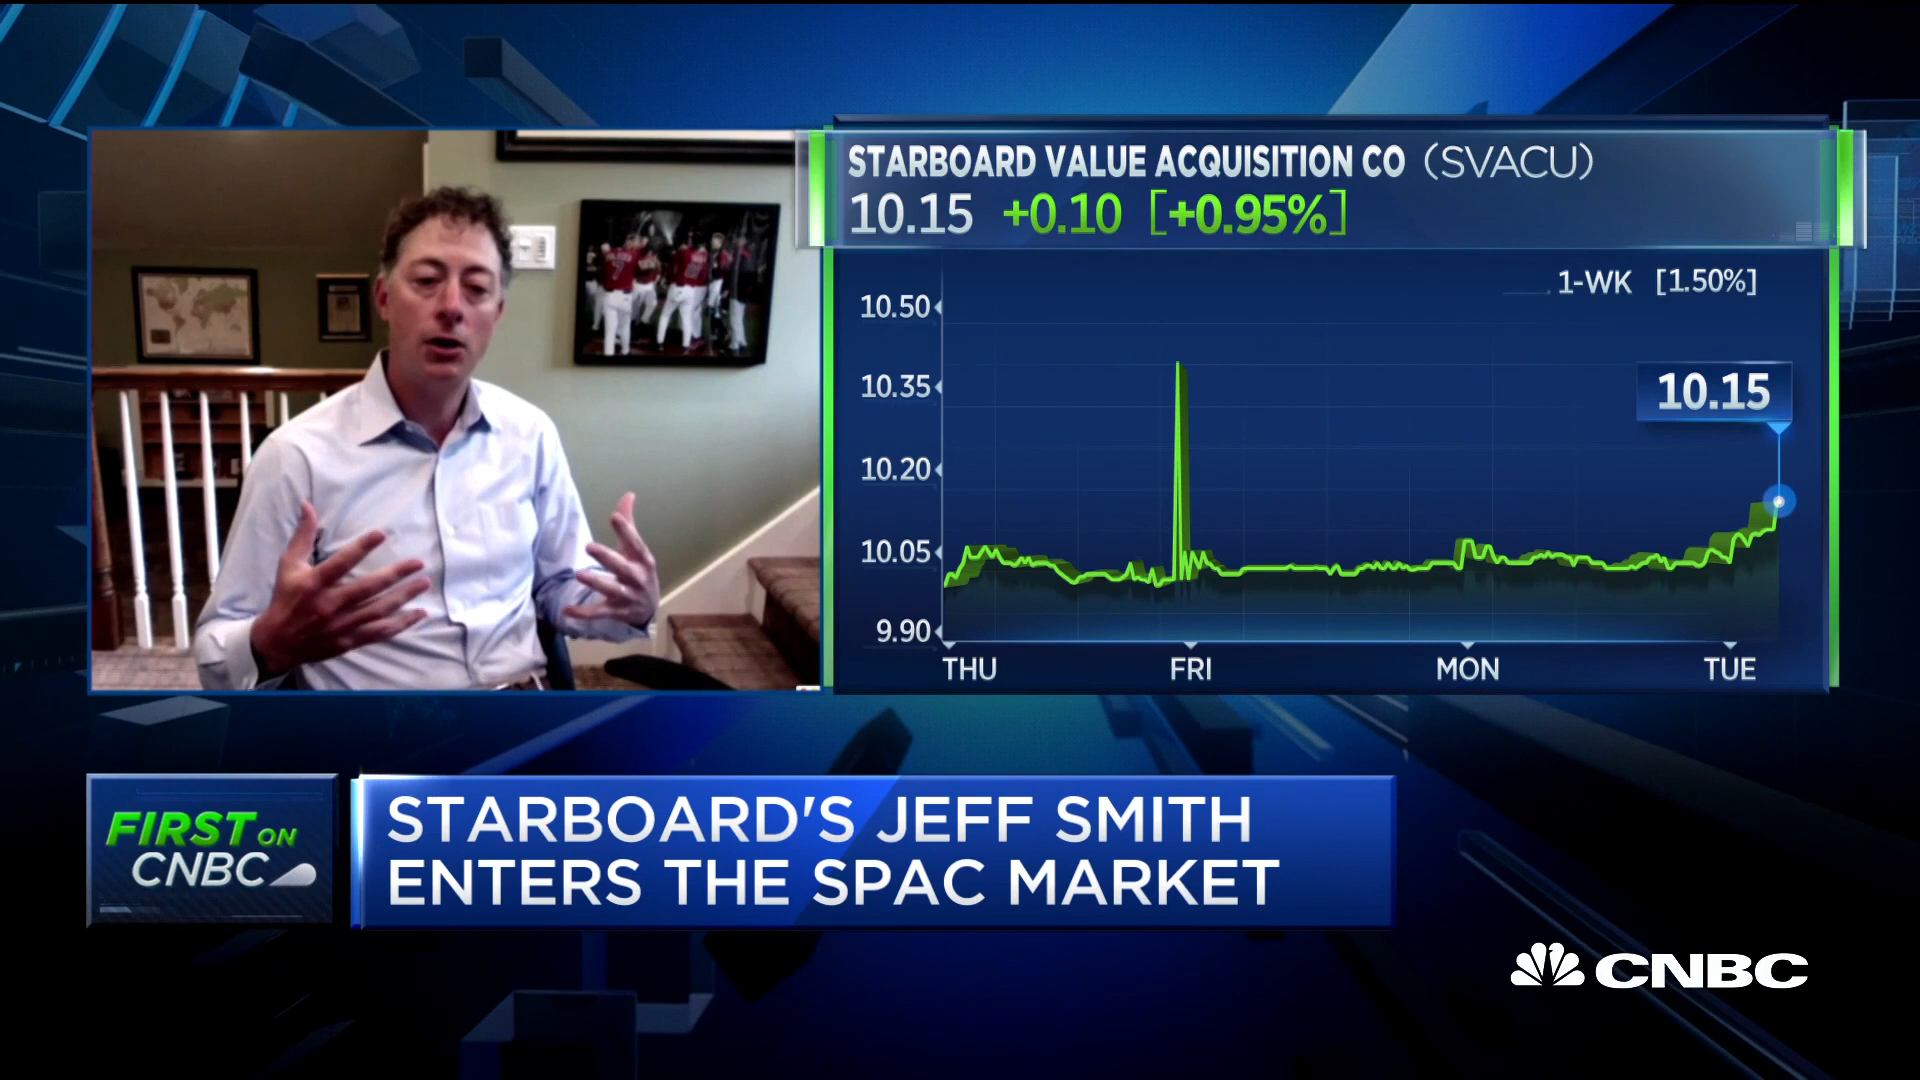 STARBOARD VALUE ACQUISITION CO (SVACU)
10.15 +0.10 [+0.95%]
1-WK [1.50%]
10.50
10.35
10.20
10.05
9.90
10.15
THU FRI MON TUE
FIRST ON
CNBC
STARBOARD'S JEFF SMITH
ENTERS THE SPAC MARKET
CNBC